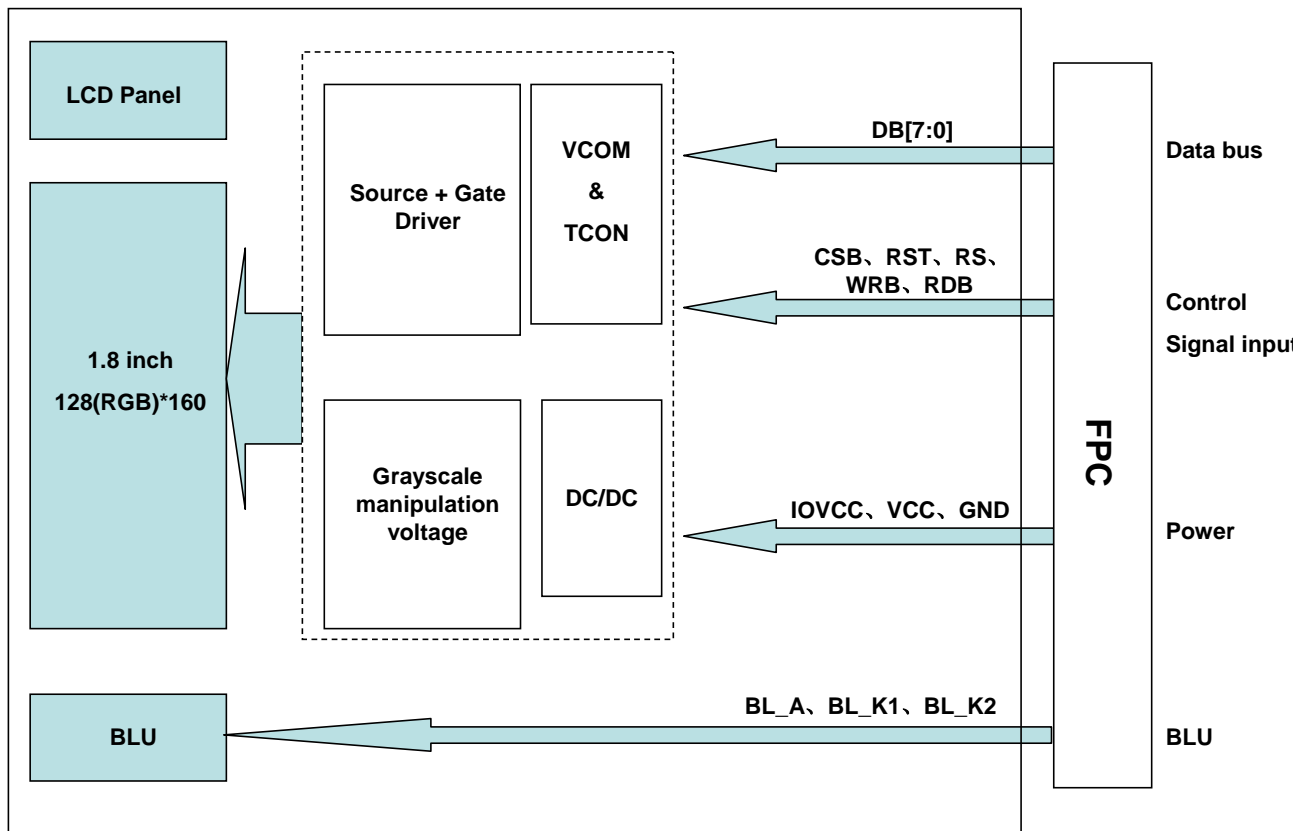 LCD Panel
1.8 inch
128(RGB)*160
BLU
Source + Gate
Driver
VCOM
&
TCON
Grayscale
manipulation
voltage
DC/DC
DB[7:0]
CSB、RST、RS、
WRB、RDB
IOVCC、VCC、GND
BL_A、BL_K1、BL_K2
FPC
Data bus
Control
Signal input
Power
BLU